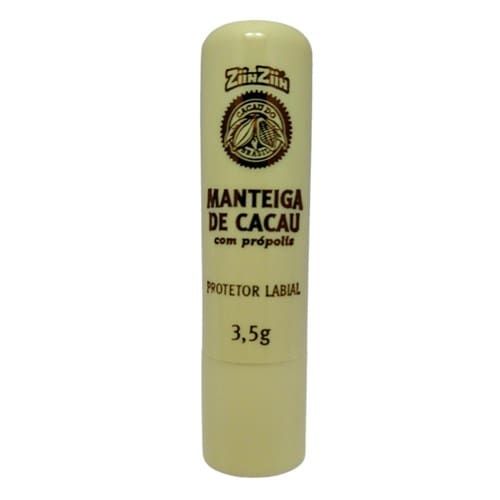 ZiinZiin
CACAU DO
BRASIL
MANTEIGA
DE CACAU
com própolis
PROTETOR LABIAL
3,5g